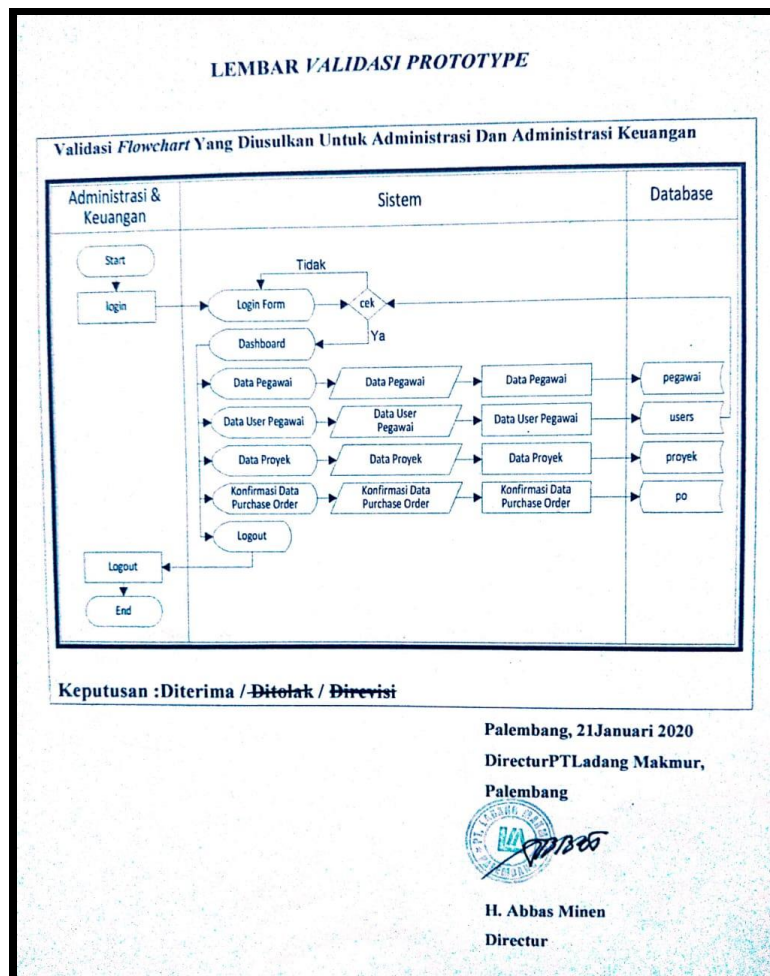 LEMBAR VALIDASI PROTOTYPE
Validasi Flowchart Yang Diusulkan Untuk Administrasi Dan Administrasi Keuangan
Administrasi &
Keuangan
Sistem
Database
Start
Tidak
login
Login Form
cek
Ya
Dashboard
Data Pegawai
Data Pegawai
Data Pegawai
pegawai
Data User Pegawai
Data User
Pegawai
Data User Pegawai
users
Data Proyek
Data Proyek
Data Proyek
proyek
Konfirmasi Data
Purchase Order
Konfirmasi Data
Purchase Order
Konfirmasi Data
Purchase Order
po
Logout
Logout
End
Keputusan :Diterima / Ditolak / Direvisi
Palembang, 21Januari 2020
DirecturPTLadang Makmur,
Palembang
H. Abbas Minen
Directur